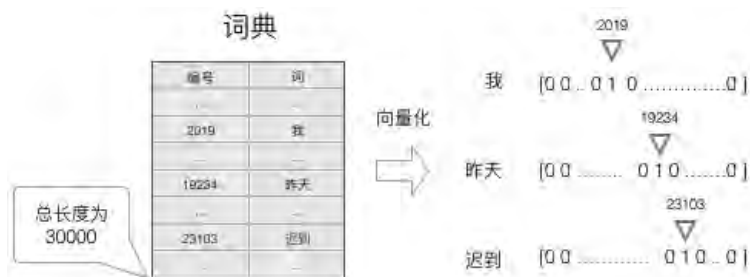 词典
编号 词
... ...
2019 我
... ...
19234 昨天
... ...
23103 迟到
... ...
总长度为
30000
向量化
2019
我 [0 0 .. 0 1 0 ..............0]
19234
昨天 [0 0 ......... 0 1 0 .......0]
23103
迟到 [0 0 ............. 0 1 0 .. 0]